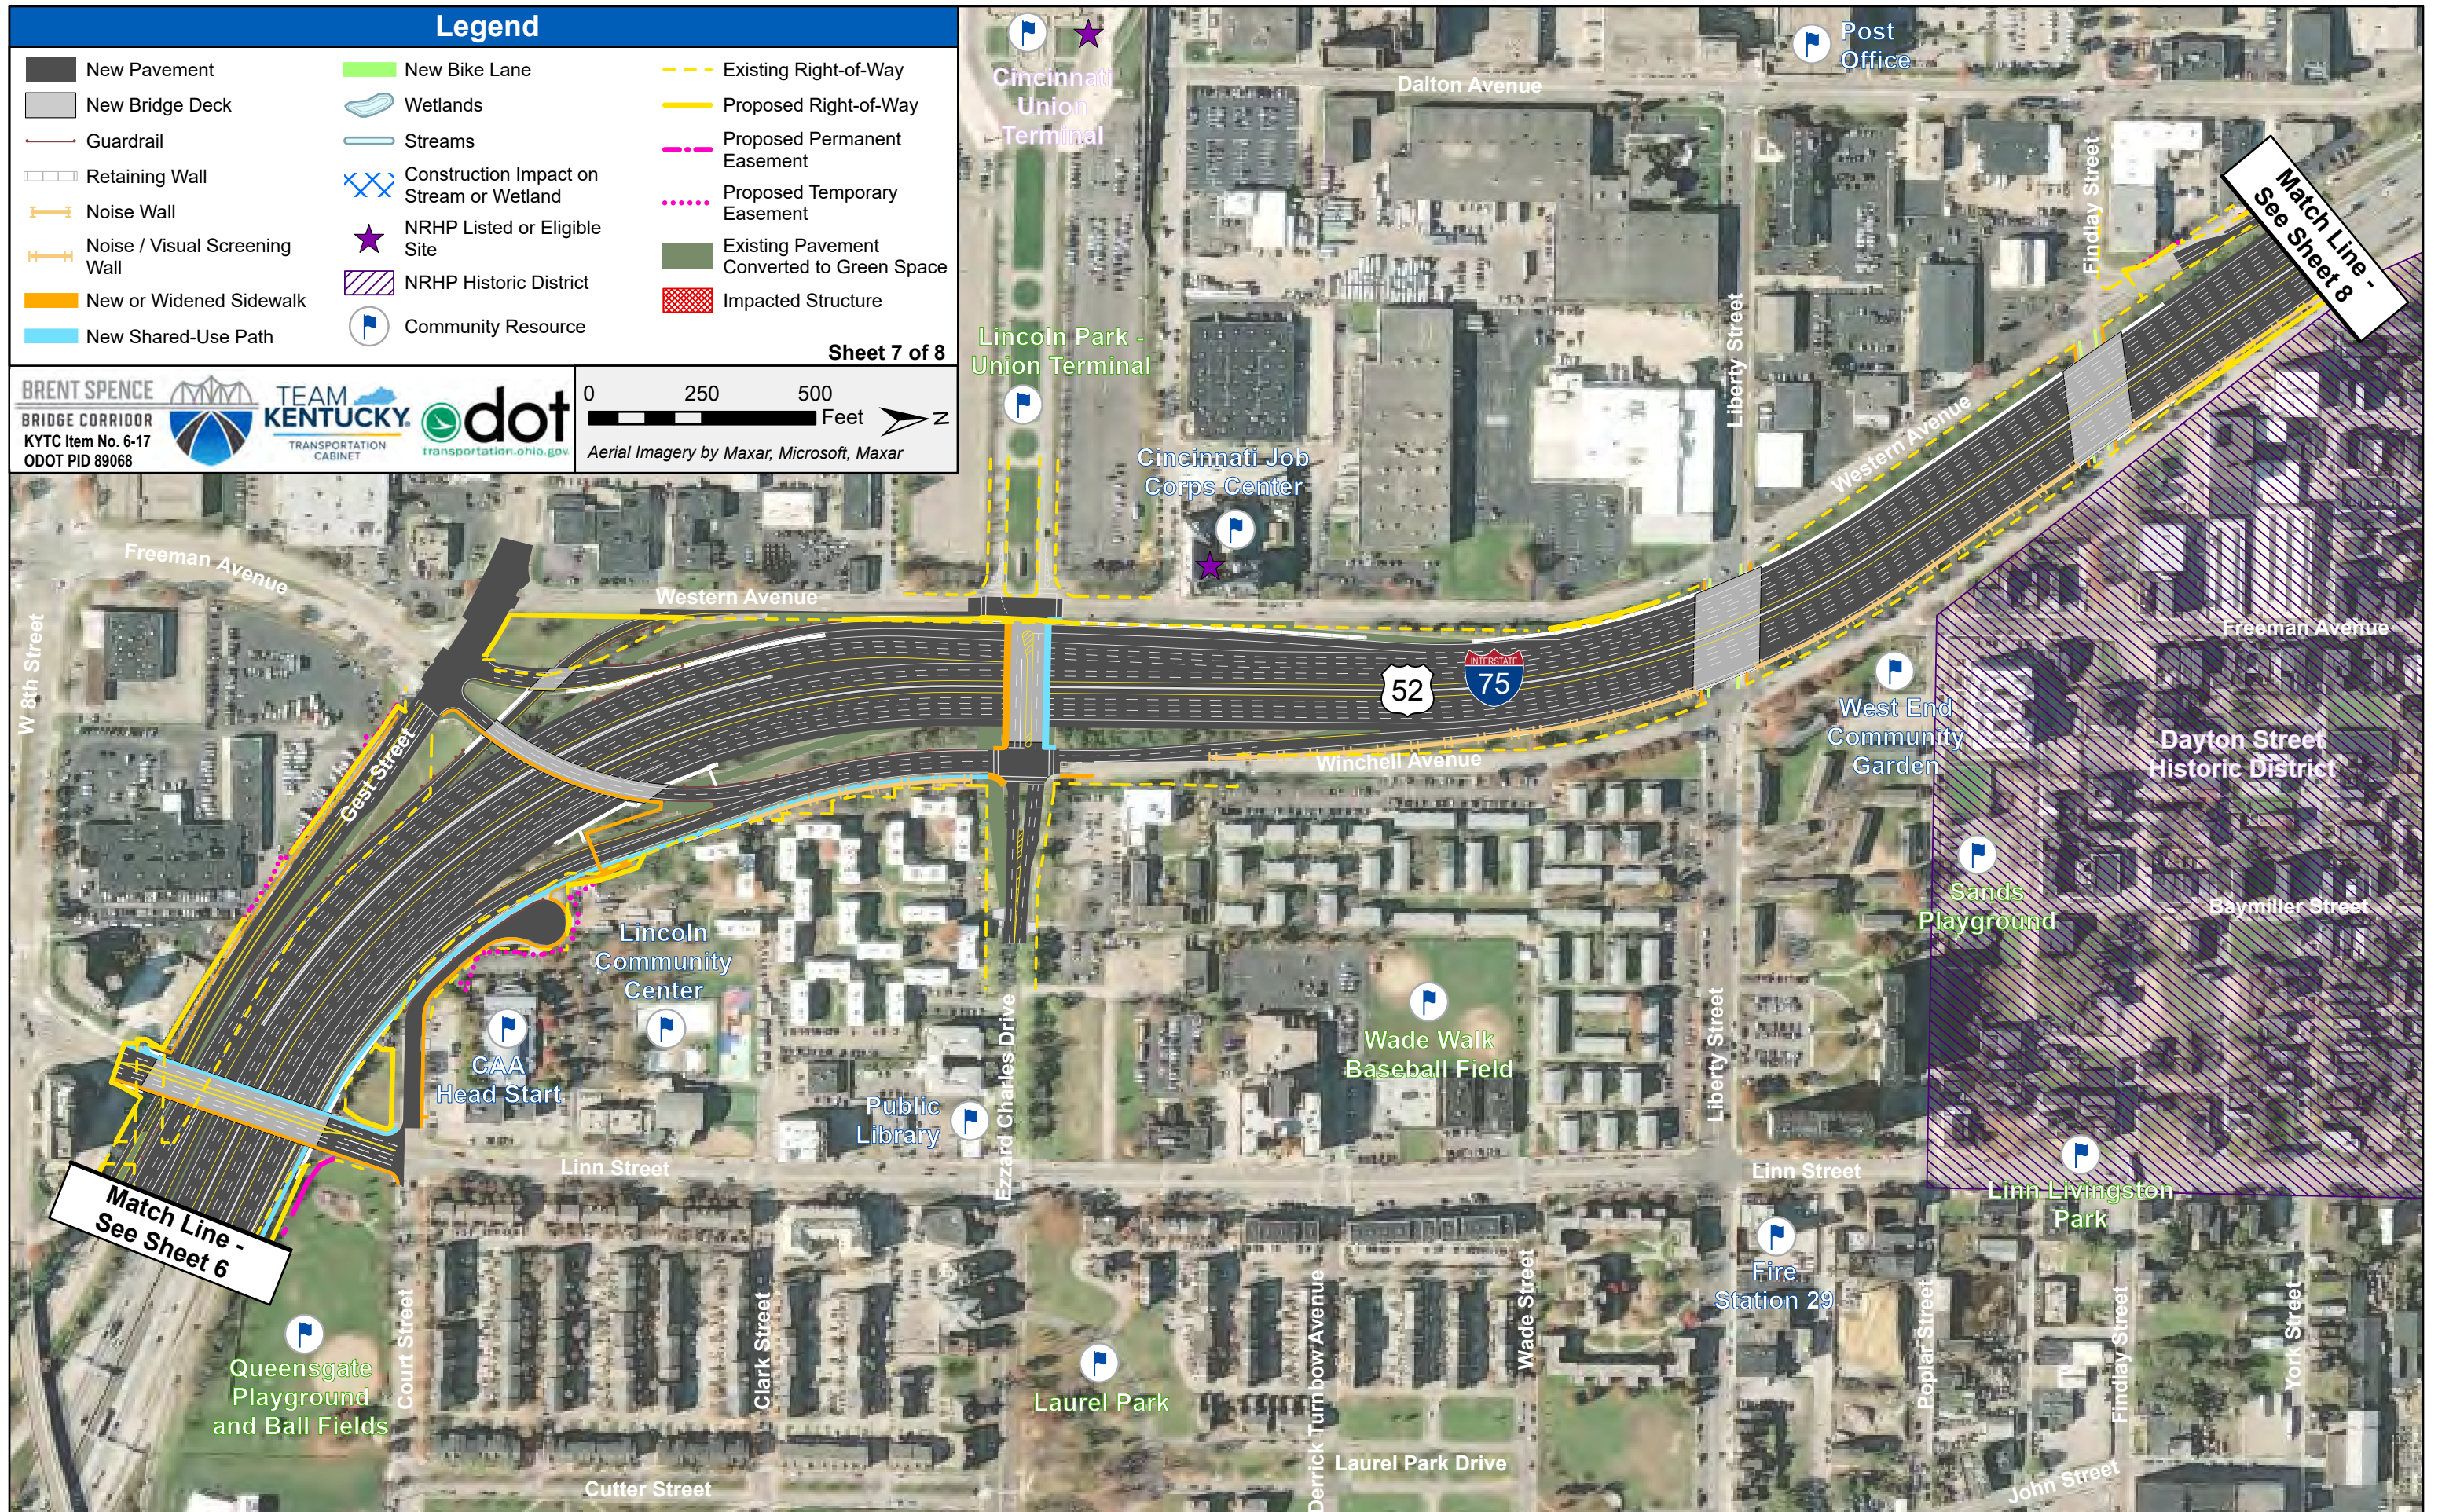 Legend
New Pavement
New Bridge Deck
Guardrail
Retaining Wall
Noise Wall
Noise / Visual Screening
Wall
New or Widened Sidewalk
New Shared-Use Path
New Bike Lane
Wetlands
Streams
Construction Impact on
Stream or Wetland
NRHP Listed or Eligible
Site
NRHP Historic District
Community Resource
Existing Right-of-Way
Proposed Right-of-Way
Proposed Permanent
Easement
Proposed Temporary
Easement
Existing Pavement
Converted to Green Space
Impacted Structure
Sheet 7 of 8
BRENT SPENCE
BRIDGE CORRIDOR
KYTC Item No. 6-17
ODOT PID 89068
TEAM
KENTUCKY
TRANSPORTATION
CABINET
odot
transportation.ohio.gov
0 250 500
Feet
N
Aerial Imagery by Maxar, Microsoft, Maxar
Cincinnati
Union
Terminal
Post
Office
Dalton Avenue
Findlay Street
Match Line -
See Sheet 8
Lincoln Park -
Union Terminal
Liberty Street
Cincinnati Job
Corps Center
Western Avenue
Freeman Avenue
W 8th Street
Western Avenue
52
INTERSTATE
75
Gest Street
Winchell Avenue
West End
Community
Garden
Freeman Avenue
Dayton Street
Historic District
Sands
Playground
Baymiller Street
Lincoln
Community
Center
CAA
Head Start
Public
Library
Ezzard Charles Drive
Wade Walk
Baseball Field
Liberty Street
Linn Street
Linn Street
Linn Livingston
Park
Match Line -
See Sheet 6
Fire
Station 29
Queensgate
Playground
and Ball Fields
Court Street
Clark Street
Laurel Park
Derrick Turnbow Avenue
Wade Street
Poplar Street
Findlay Street
York Street
Laurel Park Drive
Cutter Street
John Street